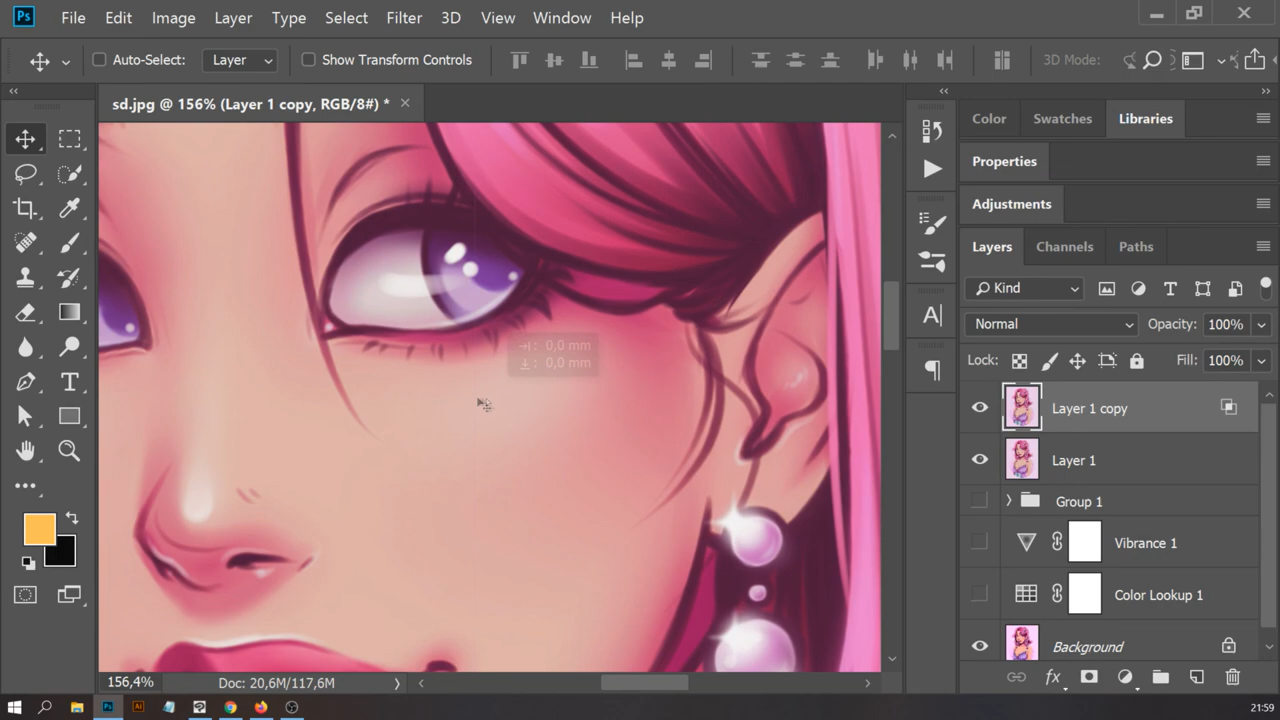 Ps File Edit Image Layer Type Select Filter 3D View Window Help
Auto-Select: Layer Show Transform Controls 3D Mode:
sd.jpg @ 156% (Layer 1 copy, RGB/8#) *
Color Swatches Libraries
Properties
Adjustments
Layers Channels Paths
Kind
Normal Opacity: 100%
Lock: Fill: 100%
Layer 1 copy
Layer 1
Group 1
Vibrance 1
Color Lookup 1
Background
0,0 mm
0,0 mm
156,4% Doc: 20,6M/117,6M
Ps Ai 21:59